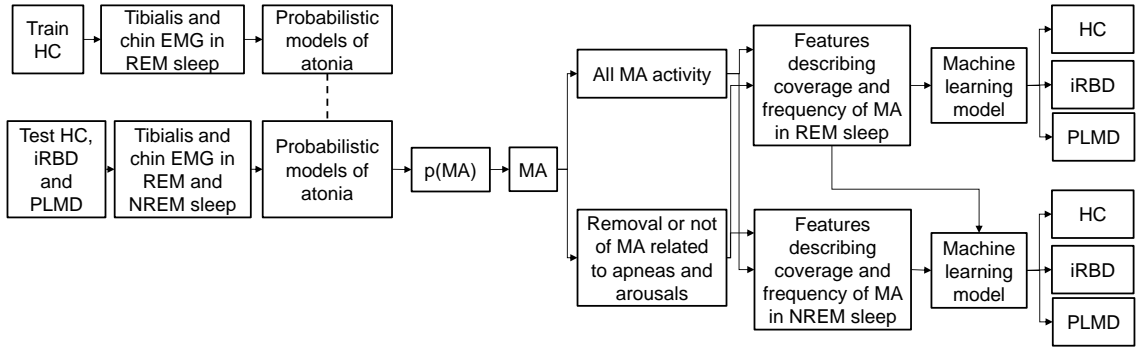 Train
HC
Tibialis and
chin EMG in
REM sleep
Probabilistic
models of
atonia
Test HC,
iRBD
and
PLMD
Tibialis and
chin EMG in
REM and
NREM sleep
Probabilistic
models of
atonia
p(MA)
MA
All MA activity
Removal or not
of MA related
to apneas and
arousals
Features
describing
coverage and
frequency of MA
in REM sleep
Machine
learning
model
HC
iRBD
PLMD
Features
describing
coverage and
frequency of MA
in NREM sleep
Machine
learning
model
HC
iRBD
PLMD